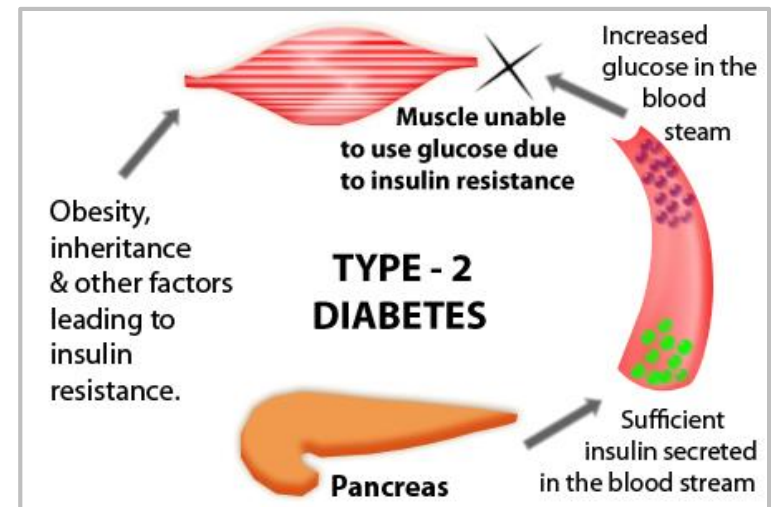 Increased
glucose in the
blood
steam
Muscle unable
to use glucose due
to insulin resistance
Obesity,
inheritance
& other factors
leading to
insulin
resistance.
TYPE - 2
DIABETES
Pancreas
Sufficient
insulin secreted
in the blood stream